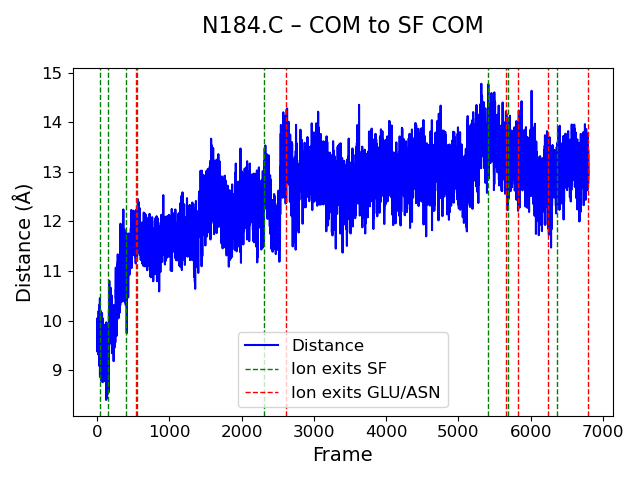 N184.C – COM to SF COM
Distance (Å)
15
14
13
12
11
10
9
Distance
Ion exits SF
Ion exits GLU/ASN
0 1000 2000 3000 4000 5000 6000 7000
Frame